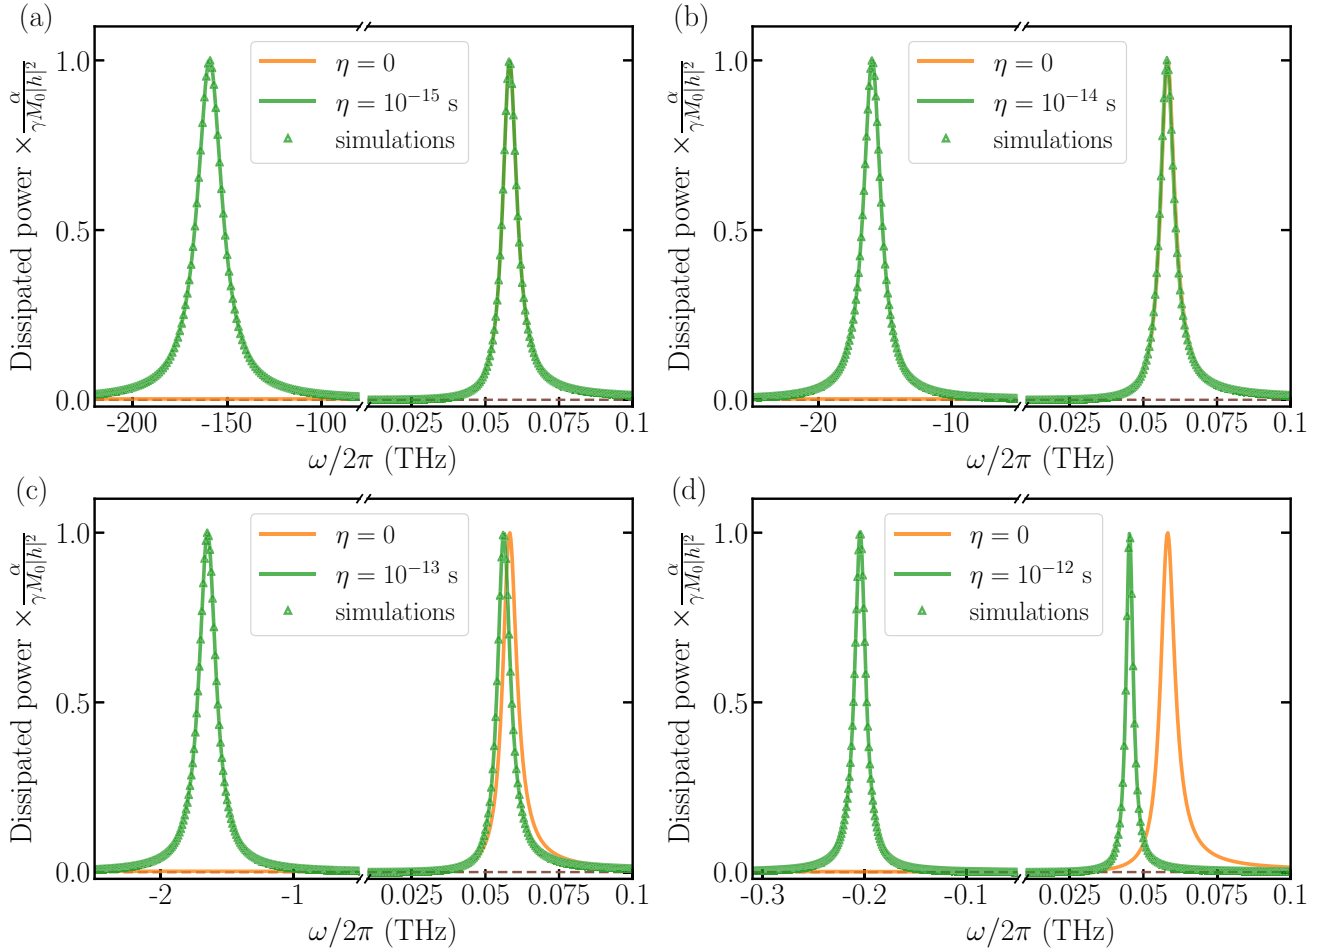 (a)
Dissipated power × α/γM₀|h|²
1.0
0.5
0.0
η = 0
η = 10⁻¹⁵ s
simulations
-200 -150 -100 0.025 0.05 0.075 0.1
ω/2π (THz)
(b)
Dissipated power × α/γM₀|h|²
1.0
0.5
0.0
η = 0
η = 10⁻¹⁴ s
simulations
-20 -10 0.025 0.05 0.075 0.1
ω/2π (THz)
(c)
Dissipated power × α/γM₀|h|²
1.0
0.5
0.0
η = 0
η = 10⁻¹³ s
simulations
-2 -1 0.025 0.05 0.075 0.1
ω/2π (THz)
(d)
Dissipated power × α/γM₀|h|²
1.0
0.5
0.0
η = 0
η = 10⁻¹² s
simulations
-0.3 -0.2 -0.1 0.025 0.05 0.075 0.1
ω/2π (THz)